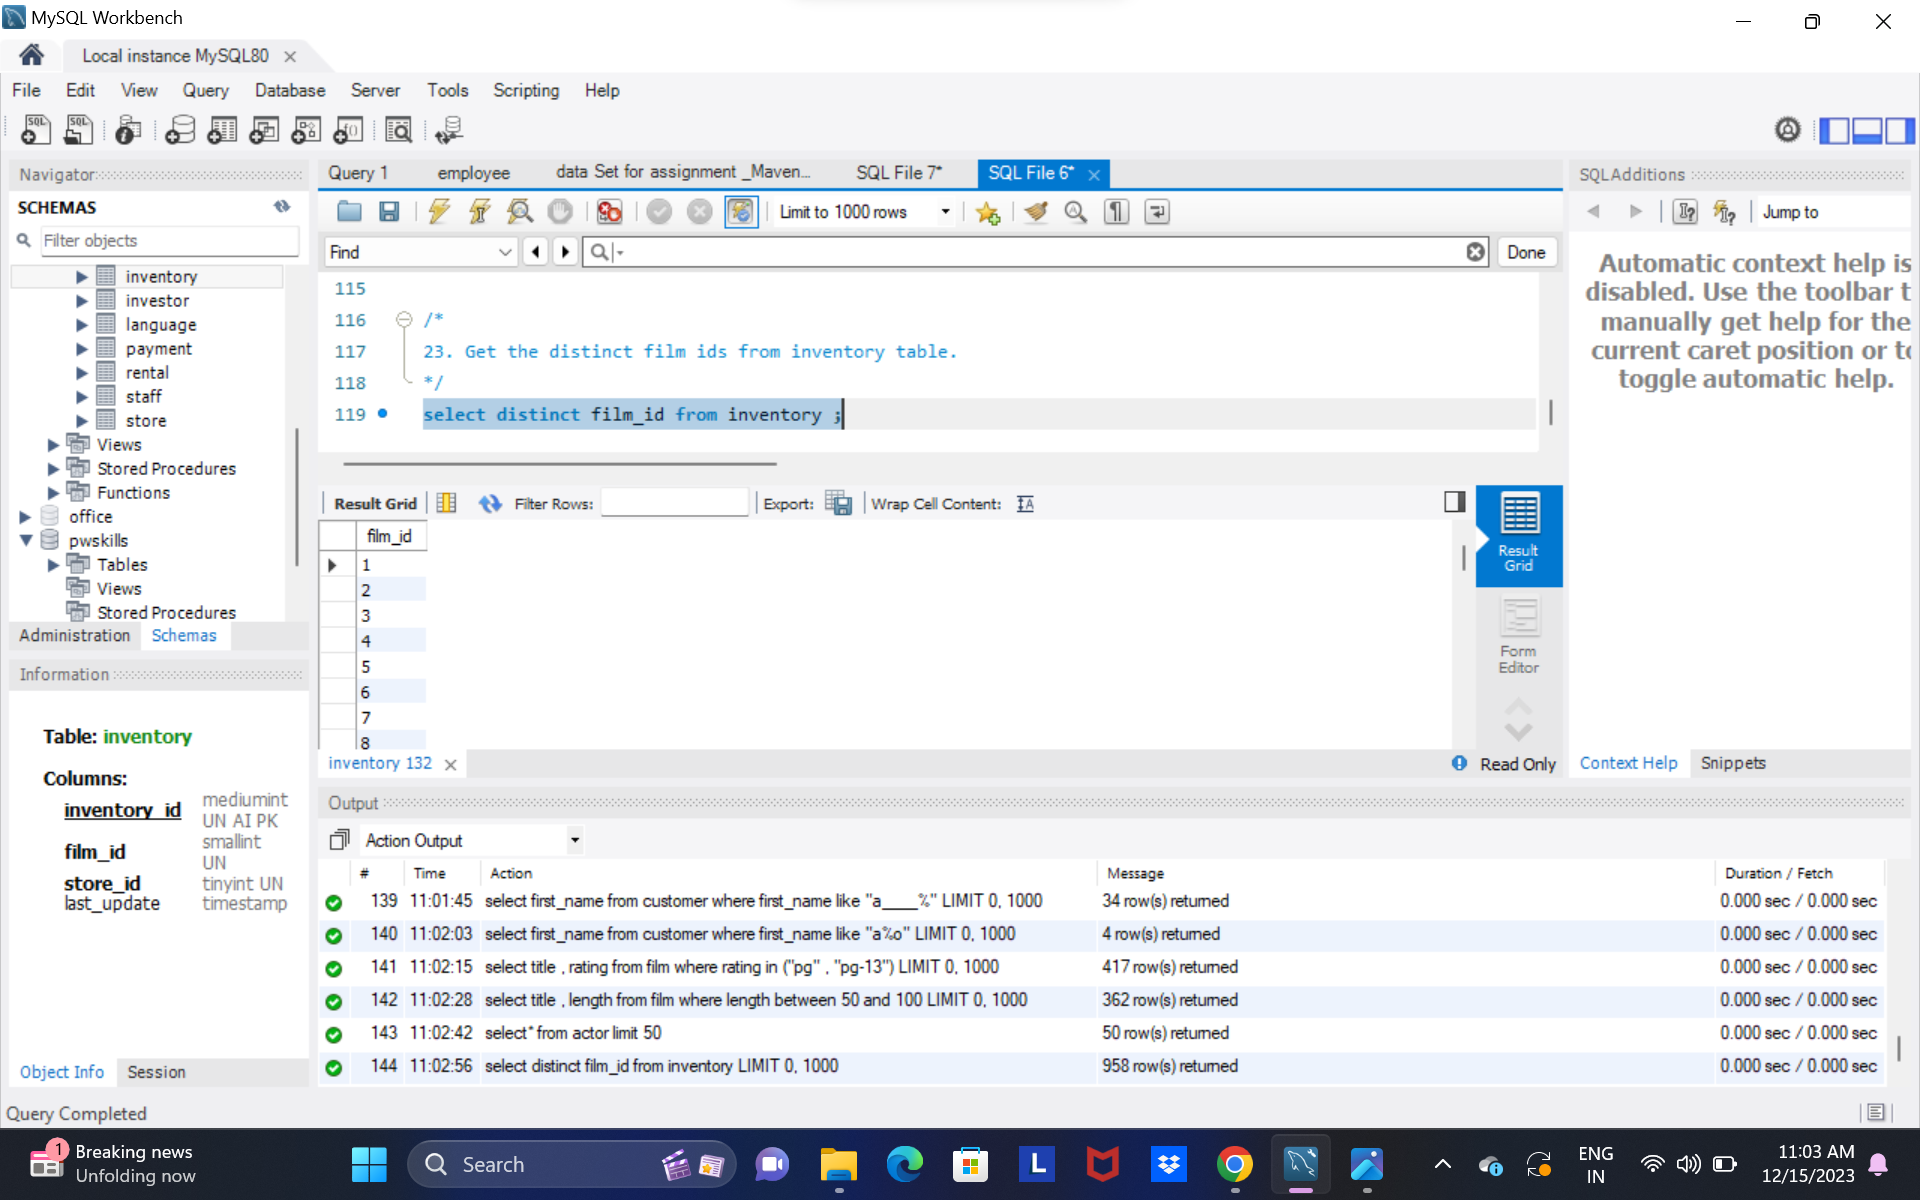 MySQL Workbench
Local instance MySQL80
File Edit View Query Database Server Tools Scripting Help
Navigator
SCHEMAS
Filter objects
inventory
investor
language
payment
rental
staff
store
Views
Stored Procedures
Functions
office
pwskills
Tables
Views
Stored Procedures
Administration Schemas
Information
Table: inventory
Columns:
inventory_id mediumint UN AI PK
film_id smallint UN
store_id tinyint UN
last_update timestamp
Object Info Session
Query 1 employee data Set for assignment _Maven... SQL File 7* SQL File 6*
Limit to 1000 rows
Find Done
115
116 /*
117 23. Get the distinct film ids from inventory table.
118 */
119 select distinct film_id from inventory ;
Result Grid Filter Rows: Export: Wrap Cell Content:
film_id
1
2
3
4
5
6
7
8
Result Grid
Form Editor
inventory 132 Read Only
SQLAdditions
Jump to
Automatic context help is
disabled. Use the toolbar t
manually get help for the
current caret position or to
toggle automatic help.
Context Help Snippets
Output
Action Output
# Time Action Message Duration / Fetch
139 11:01:45 select first_name from customer where first_name like "a____%" LIMIT 0, 1000 34 row(s) returned 0.000 sec / 0.000 sec
140 11:02:03 select first_name from customer where first_name like "a%o" LIMIT 0, 1000 4 row(s) returned 0.000 sec / 0.000 sec
141 11:02:15 select title , rating from film where rating in ("pg" , "pg-13") LIMIT 0, 1000 417 row(s) returned 0.000 sec / 0.000 sec
142 11:02:28 select title , length from film where length between 50 and 100 LIMIT 0, 1000 362 row(s) returned 0.000 sec / 0.000 sec
143 11:02:42 select* from actor limit 50 50 row(s) returned 0.000 sec / 0.000 sec
144 11:02:56 select distinct film_id from inventory LIMIT 0, 1000 958 row(s) returned 0.000 sec / 0.000 sec
Query Completed
1 Breaking news
Unfolding now
Search
L
ENG
IN
11:03 AM
12/15/2023